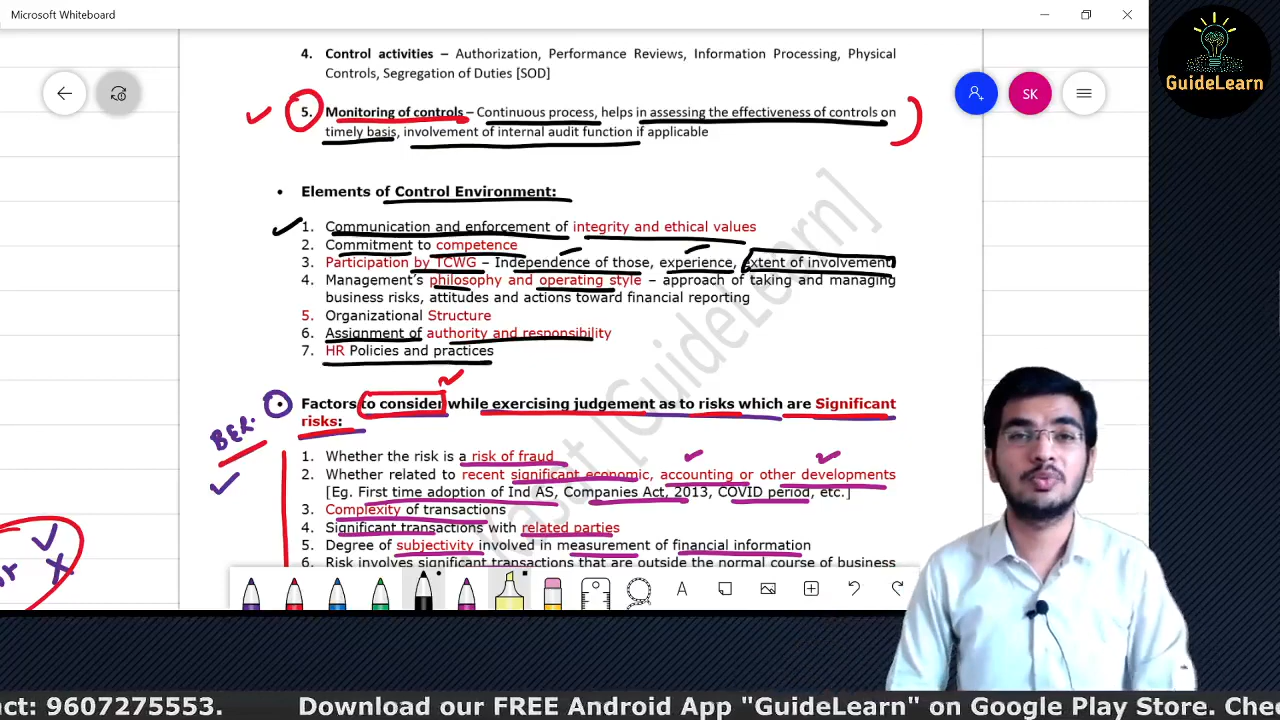 Microsoft Whiteboard
GuideLearn
SK
4. Control activities – Authorization, Performance Reviews, Information Processing, Physical
Controls, Segregation of Duties [SOD]
5. Monitoring of controls – Continuous process, helps in assessing the effectiveness of controls on
timely basis, involvement of internal audit function if applicable
• Elements of Control Environment:
1. Communication and enforcement of integrity and ethical values
2. Commitment to competence
3. Participation by TCWG – Independence of those, experience, extent of involvement
4. Management's philosophy and operating style – approach of taking and managing
business risks, attitudes and actions toward financial reporting
5. Organizational Structure
6. Assignment of authority and responsibility
7. HR Policies and practices
• Factors to consider while exercising judgement as to risks which are Significant
risks:
BER.
1. Whether the risk is a risk of fraud
2. Whether related to recent significant economic, accounting or other developments
[Eg. First time adoption of Ind AS, Companies Act, 2013, COVID period, etc.]
3. Complexity of transactions
4. Significant transactions with related parties
5. Degree of subjectivity involved in measurement of financial information
6. Risk involves significant transactions that are outside the normal course of business
[GuideLearn]
act: 9607275553. Download our FREE Android App "GuideLearn" on Google Play Store. Chec